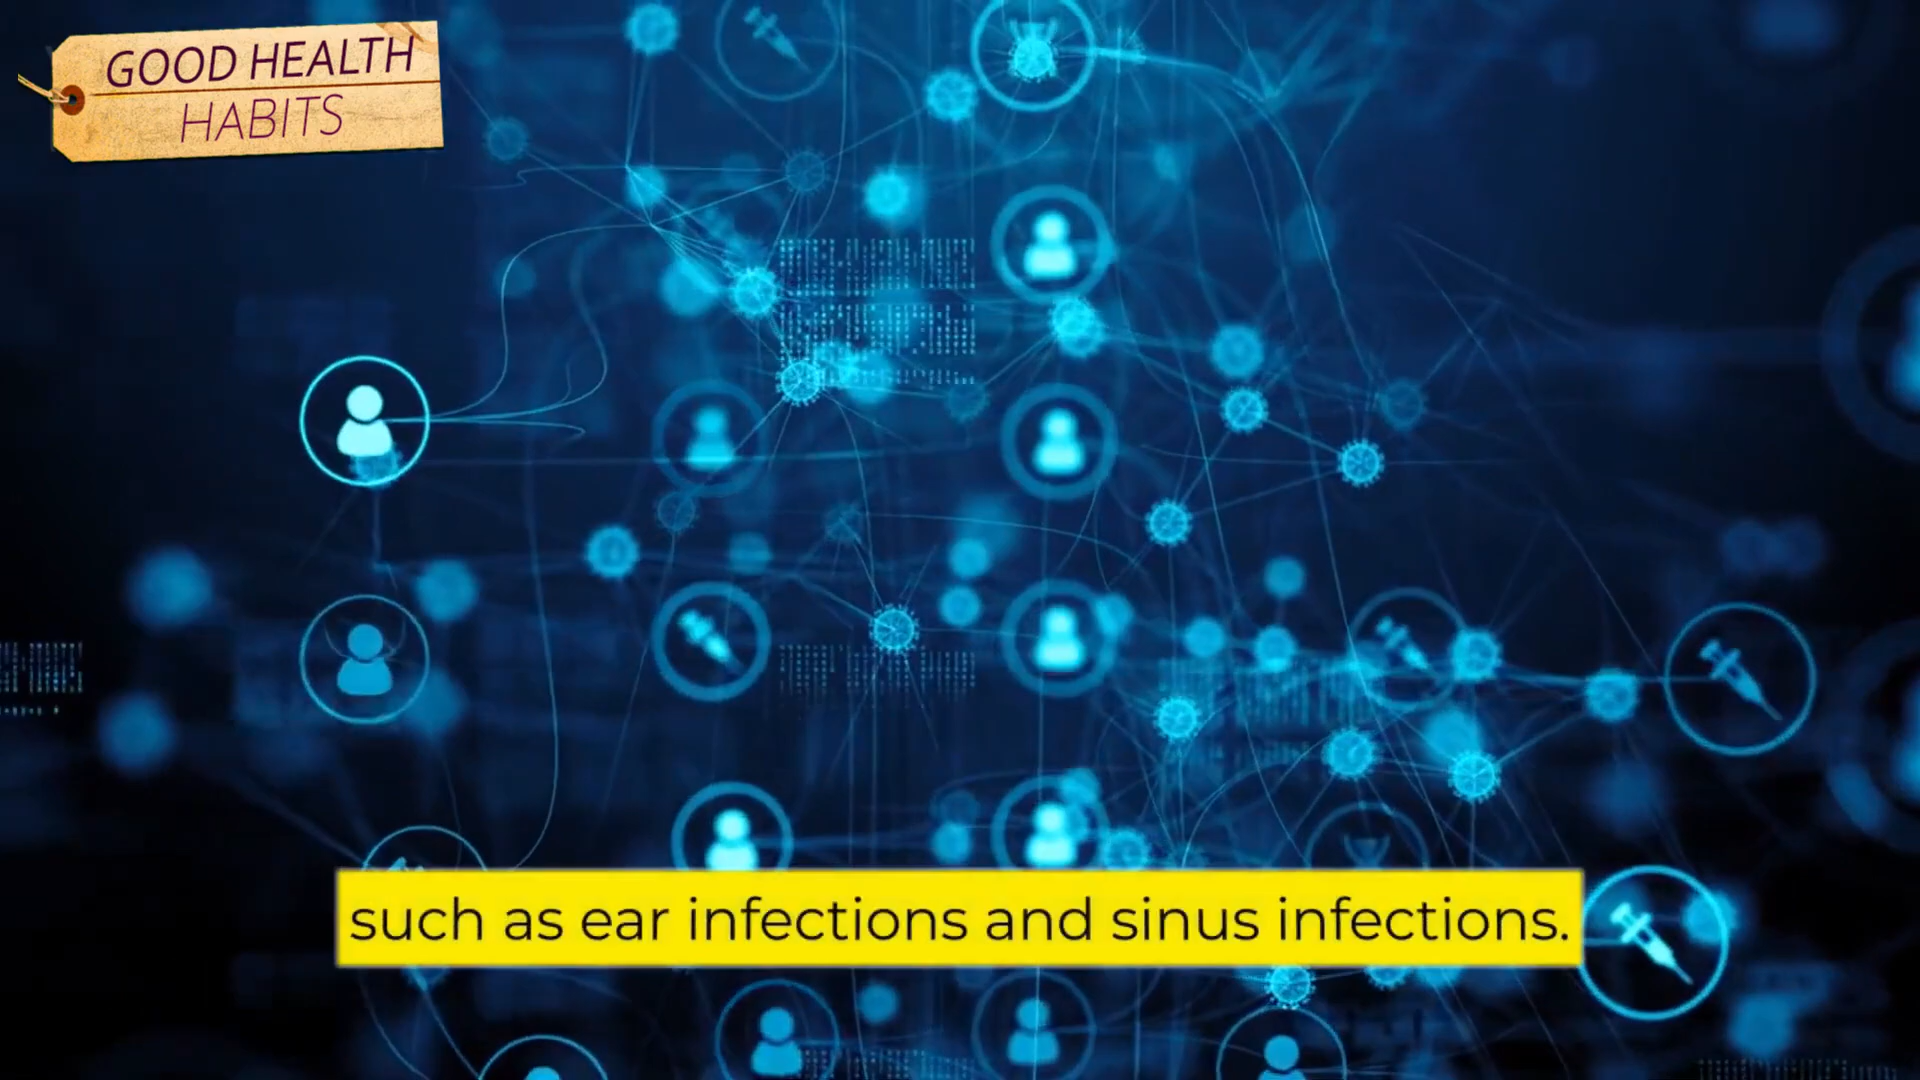 GOOD HEALTH
HABITS
such as ear infections and sinus infections.